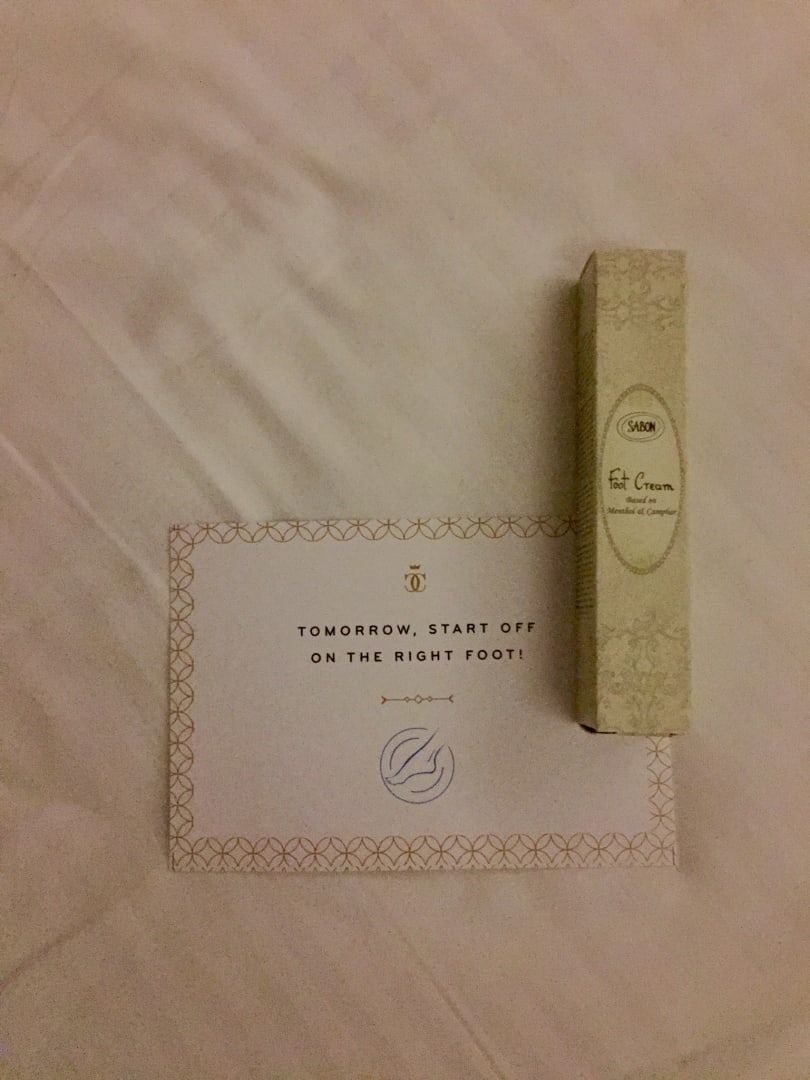 TOMORROW, START OFF
ON THE RIGHT FOOT!
SABON
Foot Cream
Based on
Menthol & Camphor